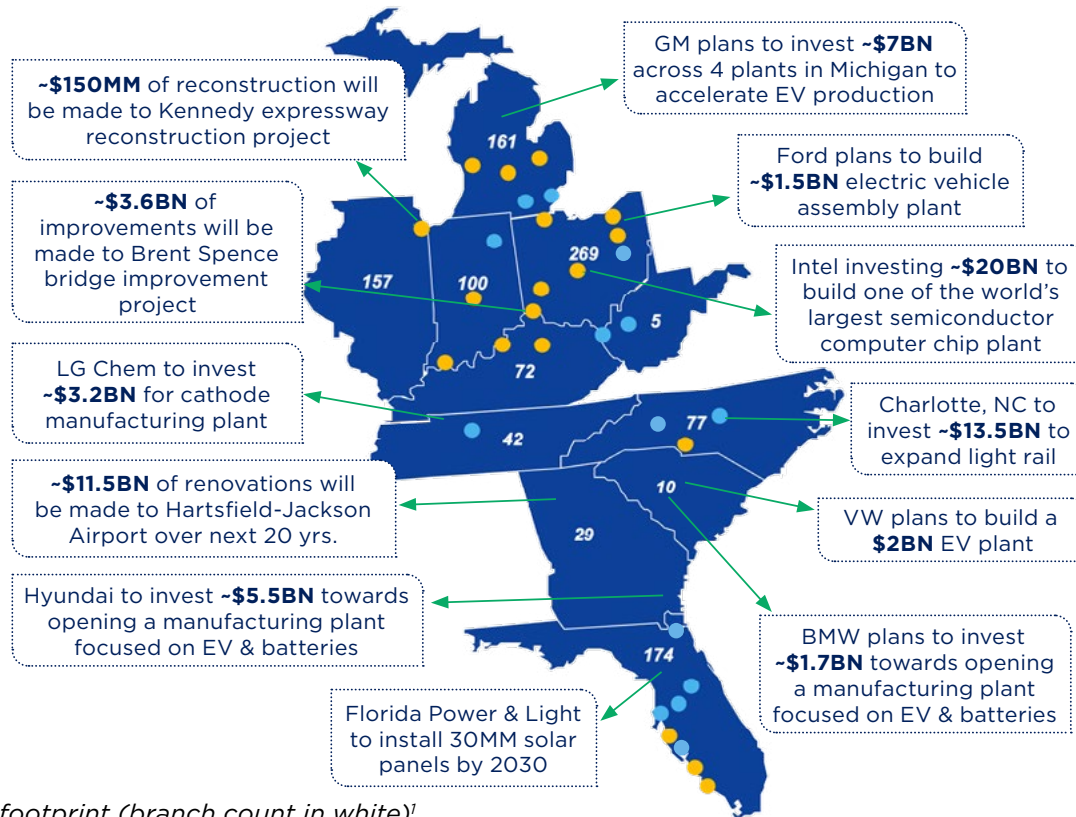 GM plans to invest ~$7BN
across 4 plants in Michigan to
accelerate EV production
~$150MM of reconstruction will
be made to Kennedy expressway
reconstruction project
161
Ford plans to build
~$1.5BN electric vehicle
assembly plant
~$3.6BN of
improvements will be
made to Brent Spence
bridge improvement
project
157
100
269
5
72
Intel investing ~$20BN to
build one of the world's
largest semiconductor
computer chip plant
LG Chem to invest
~$3.2BN for cathode
manufacturing plant
42
77
Charlotte, NC to
invest ~$13.5BN to
expand light rail
~$11.5BN of renovations will
be made to Hartsfield-Jackson
Airport over next 20 yrs.
10
29
VW plans to build a
$2BN EV plant
Hyundai to invest ~$5.5BN towards
opening a manufacturing plant
focused on EV & batteries
174
BMW plans to invest
~$1.7BN towards opening
a manufacturing plant
focused on EV & batteries
Florida Power & Light
to install 30MM solar
panels by 2030
footprint (branch count in white)1